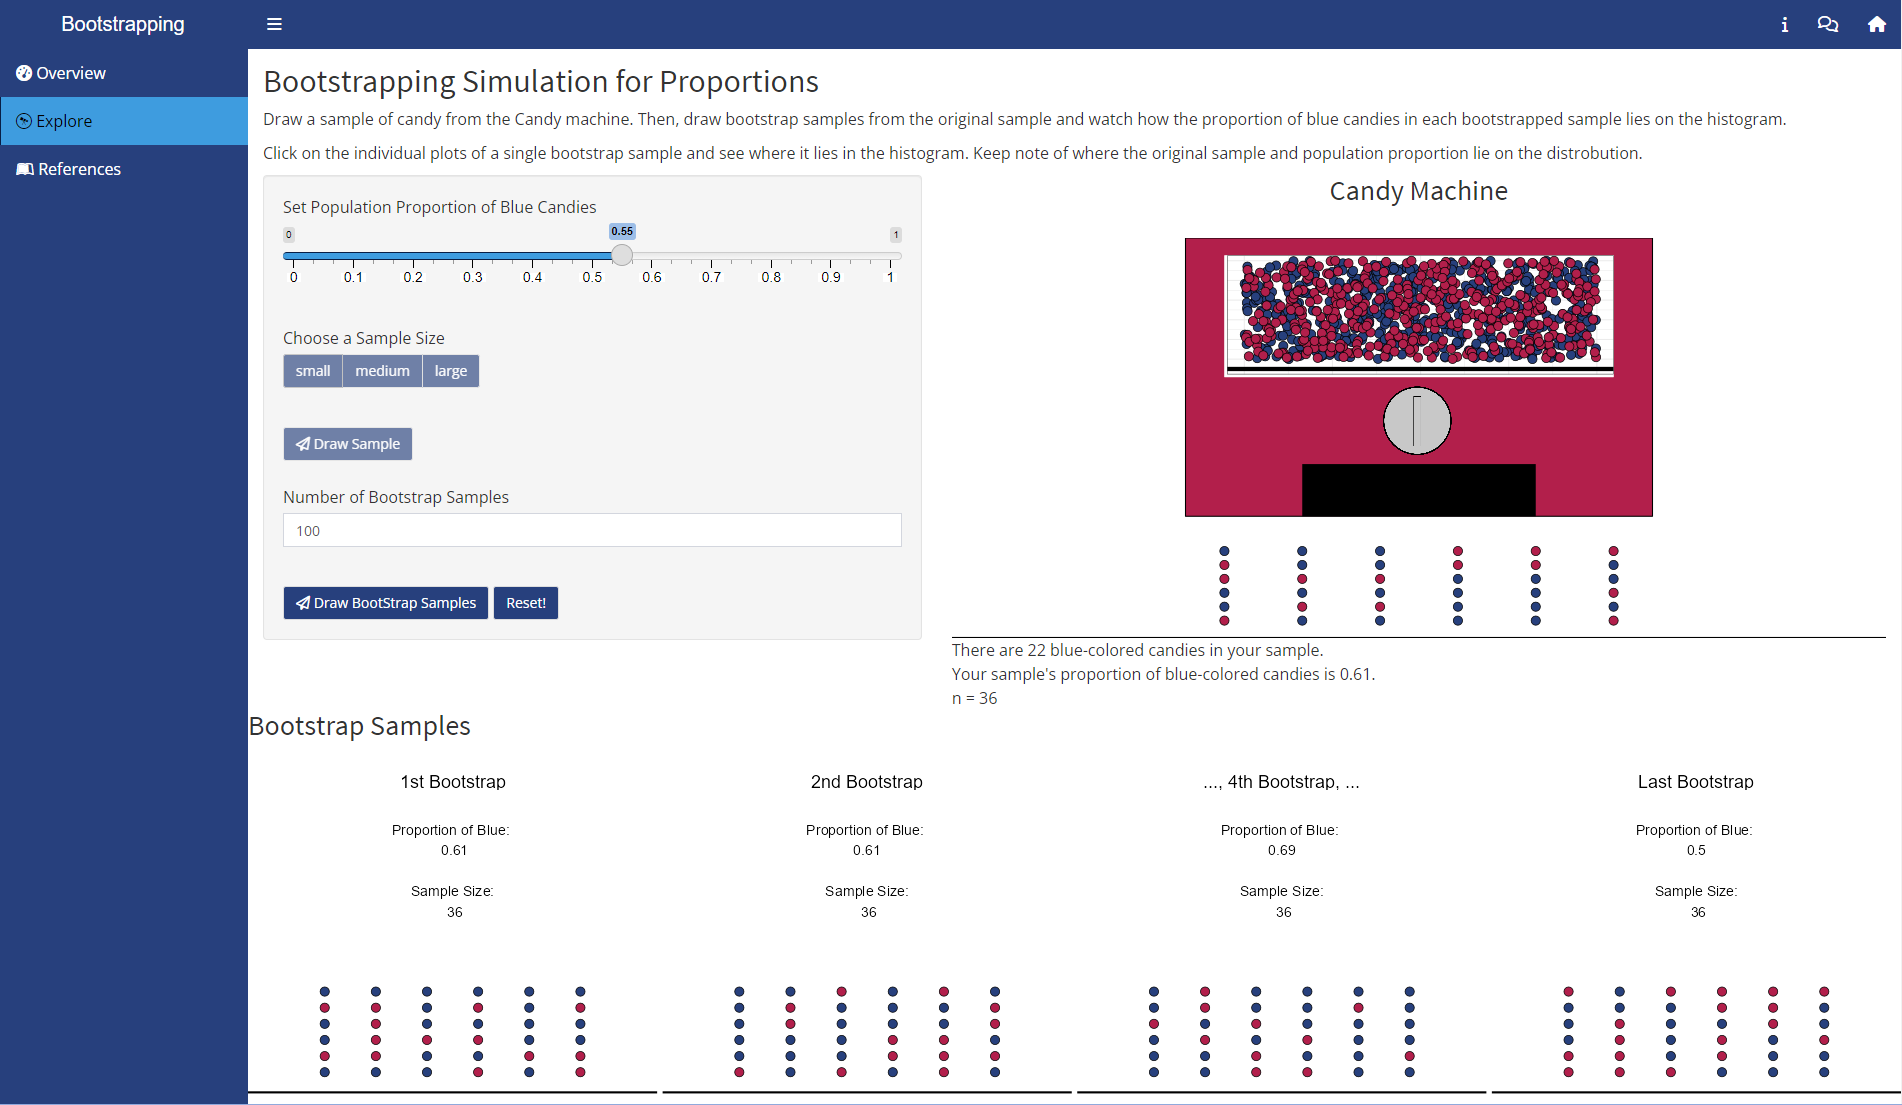 Bootstrapping
Overview
Explore
References
Bootstrapping Simulation for Proportions
Draw a sample of candy from the Candy machine. Then, draw bootstrap samples from the original sample and watch how the proportion of blue candies in each bootstrapped sample lies on the histogram.
Click on the individual plots of a single bootstrap sample and see where it lies in the histogram. Keep note of where the original sample and population proportion lie on the distrobution.
Set Population Proportion of Blue Candies
0 0.55 1
0 0.1 0.2 0.3 0.4 0.5 0.6 0.7 0.8 0.9 1
Choose a Sample Size
small medium large
Draw Sample
Number of Bootstrap Samples
100
Draw BootStrap Samples Reset!
Candy Machine
There are 22 blue-colored candies in your sample.
Your sample's proportion of blue-colored candies is 0.61.
n = 36
Bootstrap Samples
1st Bootstrap
Proportion of Blue:
0.61
Sample Size:
36
2nd Bootstrap
Proportion of Blue:
0.61
Sample Size:
36
..., 4th Bootstrap, ...
Proportion of Blue:
0.69
Sample Size:
36
Last Bootstrap
Proportion of Blue:
0.5
Sample Size:
36